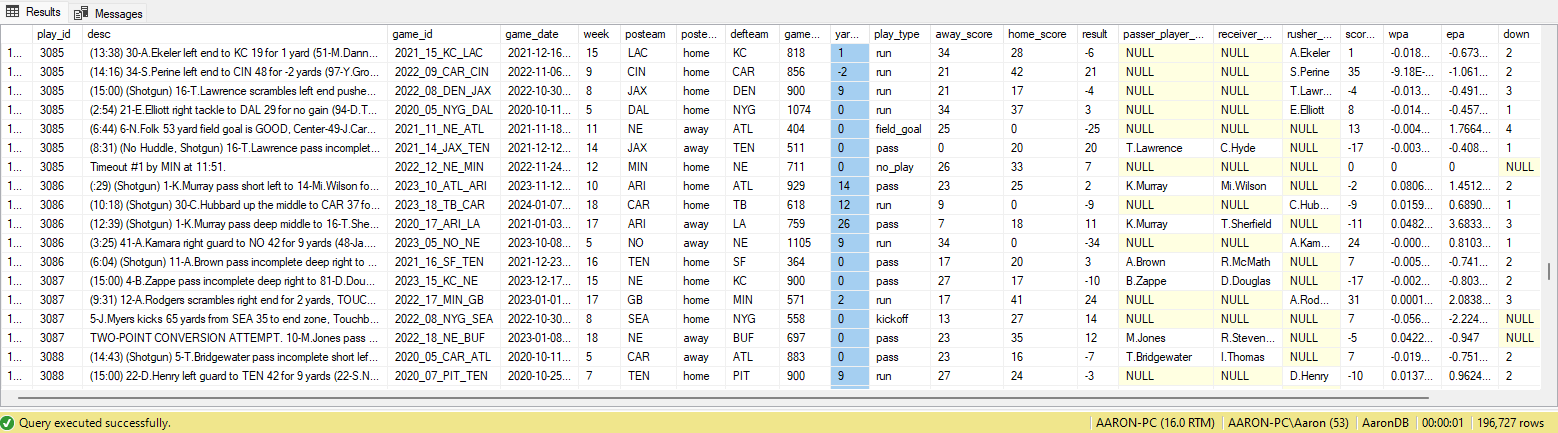 Results Messages
play_id desc game_id game_date week posteam poste... defteam game... yar... play_type away_score home_score result passer_player_... receiver_... rusher_... scor... wpa epa down
1... 3085 (13:38) 30-A.Ekeler left end to KC 19 for 1 yard (51-M.Dann... 2021_15_KC_LAC 2021-12-16... 15 LAC home KC 818 1 run 34 28 -6 NULL NULL A.Ekeler 1 -0.018... -0.673... 2
1... 3085 (14:16) 34-S.Perine left end to CIN 48 for -2 yards (97-Y.Gro... 2022_09_CAR_CIN 2022-11-06... 9 CIN home CAR 856 -2 run 21 42 21 NULL NULL S.Perine 35 -9.18E-... -1.061... 2
1... 3085 (15:00) (Shotgun) 16-T.Lawrence scrambles left end pushe... 2022_08_DEN_JAX 2022-10-30... 8 JAX home DEN 900 9 run 21 17 -4 NULL NULL T.Lawr... -4 -0.013... -0.491... 3
1... 3085 (2:54) 21-E.Elliott right tackle to DAL 29 for no gain (94-D.T... 2020_05_NYG_DAL 2020-10-11... 5 DAL home NYG 1074 0 run 34 37 3 NULL NULL E.Elliott 8 -0.014... -0.457... 1
1... 3085 (6:44) 6-N.Folk 53 yard field goal is GOOD, Center-49-J.Car... 2021_11_NE_ATL 2021-11-18... 11 NE away ATL 404 0 field_goal 25 0 -25 NULL NULL NULL 13 -0.004... 1.7664... 4
1... 3085 (8:31) (No Huddle, Shotgun) 16-T.Lawrence pass incomplet... 2021_14_JAX_TEN 2021-12-12... 14 JAX away TEN 511 0 pass 0 20 20 T.Lawrence C.Hyde NULL -17 -0.003... -0.408... 1
1... 3085 Timeout #1 by MIN at 11:51. 2022_12_NE_MIN 2022-11-24... 12 MIN home NE 711 0 no_play 26 33 7 NULL NULL NULL 0 0 0 NULL
1... 3086 (:29) (Shotgun) 1-K.Murray pass short left to 14-Mi.Wilson fo... 2023_10_ATL_ARI 2023-11-12... 10 ARI home ATL 929 14 pass 23 25 2 K.Murray Mi.Wilson NULL -2 0.0806... 1.4512... 2
1... 3086 (10:18) (Shotgun) 30-C.Hubbard up the middle to CAR 37 fo... 2023_18_TB_CAR 2024-01-07... 18 CAR home TB 618 12 run 9 0 -9 NULL NULL C.Hub... -9 0.0159... 0.6890... 1
1... 3086 (12:39) (Shotgun) 1-K.Murray pass deep middle to 16-T.She... 2020_17_ARI_LA 2021-01-03... 17 ARI away LA 759 26 pass 7 18 11 K.Murray T.Sherfield NULL -11 0.0482... 3.6833... 3
1... 3086 (3:25) 41-A.Kamara right guard to NO 42 for 9 yards (48-Ja... 2023_05_NO_NE 2023-10-08... 5 NO away NE 1105 9 run 34 0 -34 NULL NULL A.Kam... 24 -0.000... 0.8103... 1
1... 3086 (6:04) (Shotgun) 11-A.Brown pass incomplete deep right to ... 2021_16_SF_TEN 2021-12-23... 16 TEN home SF 364 0 pass 17 20 3 A.Brown R.McMath NULL 7 -0.005... -0.741... 2
1... 3087 (15:00) 4-B.Zappe pass incomplete deep right to 81-D.Dou... 2023_15_KC_NE 2023-12-17... 15 NE home KC 900 0 pass 27 17 -10 B.Zappe D.Douglas NULL -17 -0.002... -0.803... 2
1... 3087 (9:31) 12-A.Rodgers scrambles right end for 2 yards, TOUC... 2022_17_MIN_GB 2023-01-01... 17 GB home MIN 571 2 run 17 41 24 NULL NULL A.Rod... 31 0.0001... 2.0838... 3
1... 3087 5-J.Myers kicks 65 yards from SEA 35 to end zone, Touchb... 2022_08_NYG_SEA 2022-10-30... 8 SEA home NYG 558 0 kickoff 13 27 14 NULL NULL NULL 7 -0.056... -2.224... NULL
1... 3087 TWO-POINT CONVERSION ATTEMPT. 10-M.Jones pass ... 2022_18_NE_BUF 2023-01-08... 18 NE away BUF 697 0 pass 23 35 12 M.Jones R.Steven... NULL -5 0.0422... -0.947 NULL
1... 3088 (14:43) (Shotgun) 5-T.Bridgewater pass incomplete short lef... 2020_05_CAR_ATL 2020-10-11... 5 CAR away ATL 883 0 pass 23 16 -7 T.Bridgewater I.Thomas NULL 7 -0.019... -0.751... 2
1... 3088 (15:00) 22-D.Henry left guard to TEN 42 for 9 yards (22-S.N... 2020_07_PIT_TEN 2020-10-25... 7 TEN home PIT 900 9 run 27 24 -3 NULL NULL D.Henry -10 0.0137... 0.9624... 2
Query executed successfully. AARON-PC (16.0 RTM) AARON-PC\Aaron (53) AaronDB 00:00:01 196,727 rows